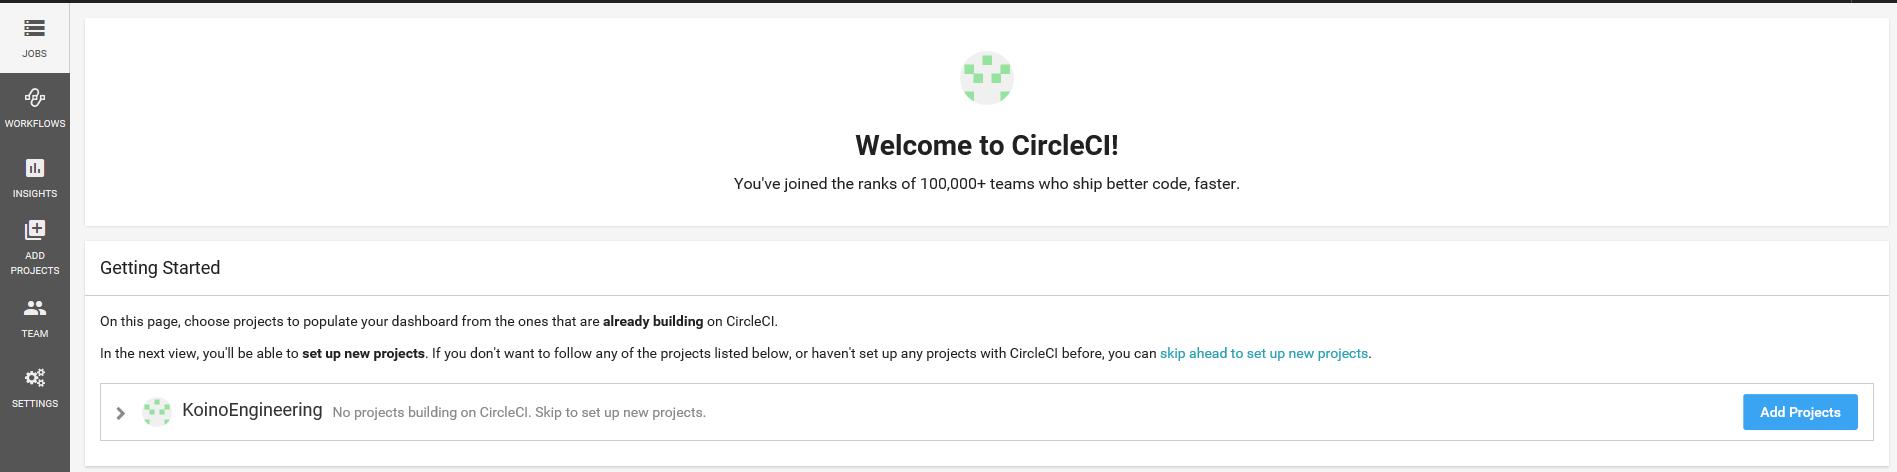 JOBS
WORKFLOWS
INSIGHTS
ADD
PROJECTS
TEAM
SETTINGS
Welcome to CircleCI!
You've joined the ranks of 100,000+ teams who ship better code, faster.
Getting Started
On this page, choose projects to populate your dashboard from the ones that are already building on CircleCI.
In the next view, you'll be able to set up new projects. If you don't want to follow any of the projects listed below, or haven't set up any projects with CircleCI before, you can skip ahead to set up new projects.
KoinoEngineering No projects building on CircleCI. Skip to set up new projects.
Add Projects